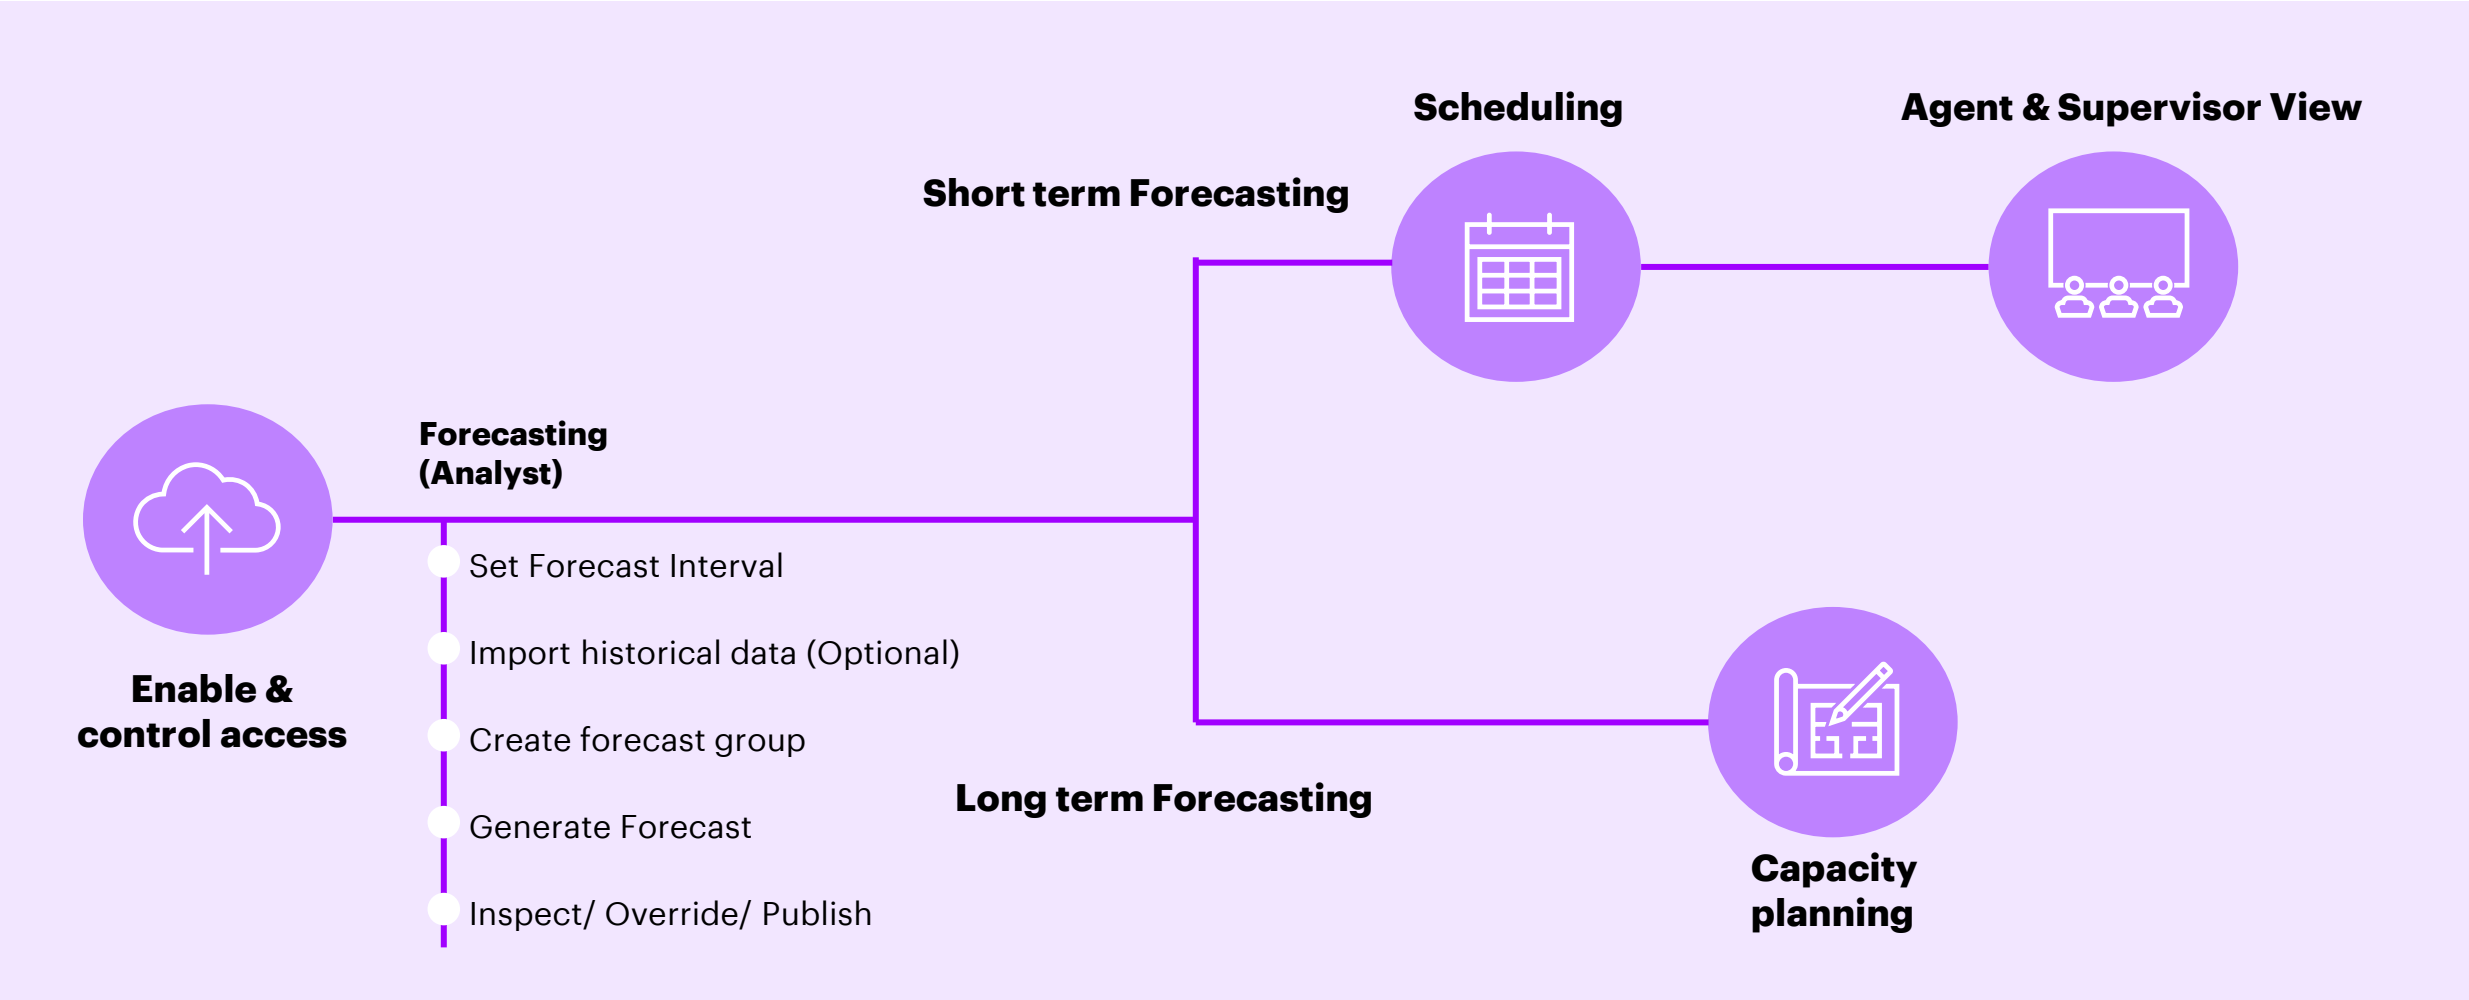 Scheduling
Agent & Supervisor View
Short term Forecasting
Forecasting
(Analyst)
Set Forecast Interval
Import historical data (Optional)
Create forecast group
Generate Forecast
Inspect/ Override/ Publish
Enable &
control access
Long term Forecasting
Capacity
planning